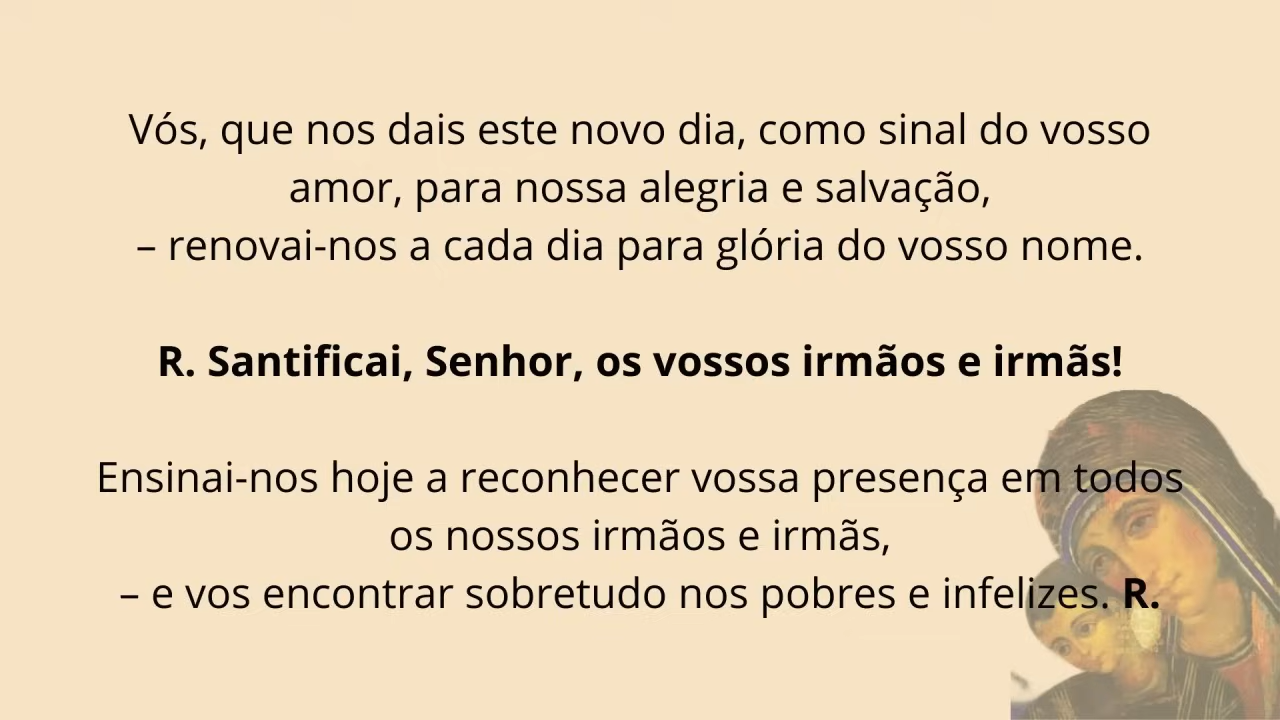 Vós, que nos dais este novo dia, como sinal do vosso
amor, para nossa alegria e salvação,
– renovai-nos a cada dia para glória do vosso nome.
R. Santificai, Senhor, os vossos irmãos e irmãs!
Ensinai-nos hoje a reconhecer vossa presença em todos
os nossos irmãos e irmãs,
– e vos encontrar sobretudo nos pobres e infelizes. R.